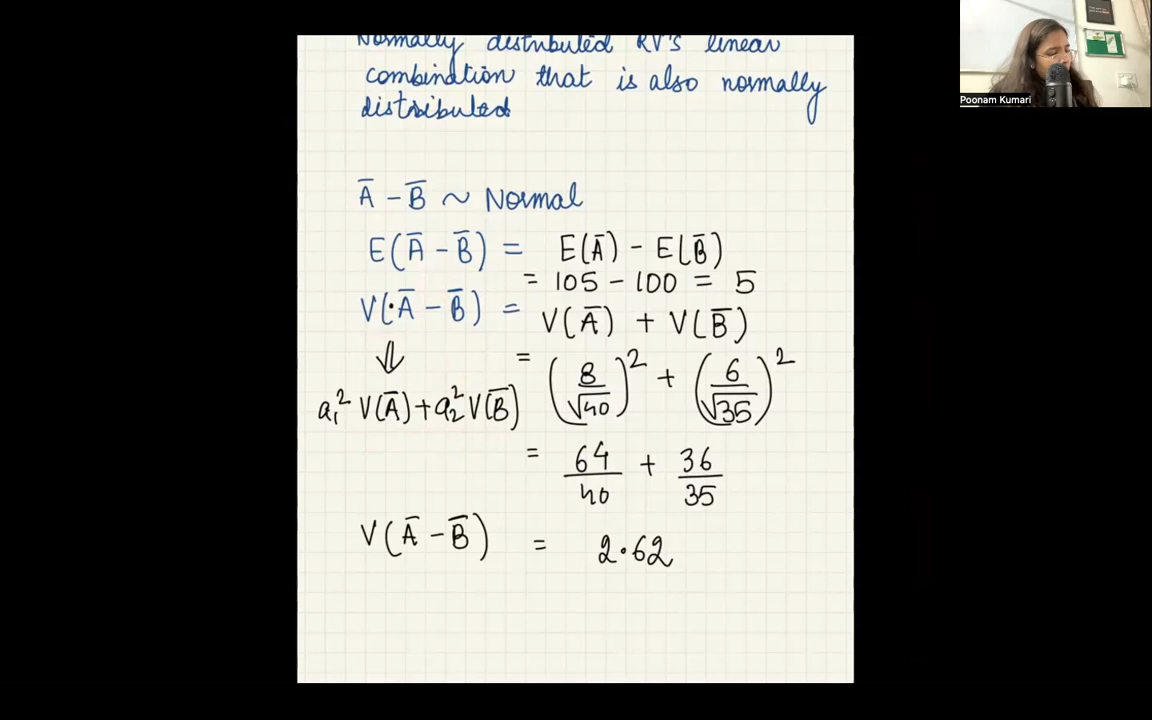 Normally distributed RV's linear
combination that is also normally
distributed
A̅ - B̅ ~ Normal
E(A̅ - B̅) = E(A̅) - E(B̅)
= 105 - 100 = 5
V(A̅ - B̅) = V(A̅) + V(B̅)
⇓ = (8/√40)² + (6/√35)²
a₁² V(A̅) + a₂² V(B̅)
= 64/40 + 36/35
V(A̅ - B̅) = 2.62
Poonam Kumari